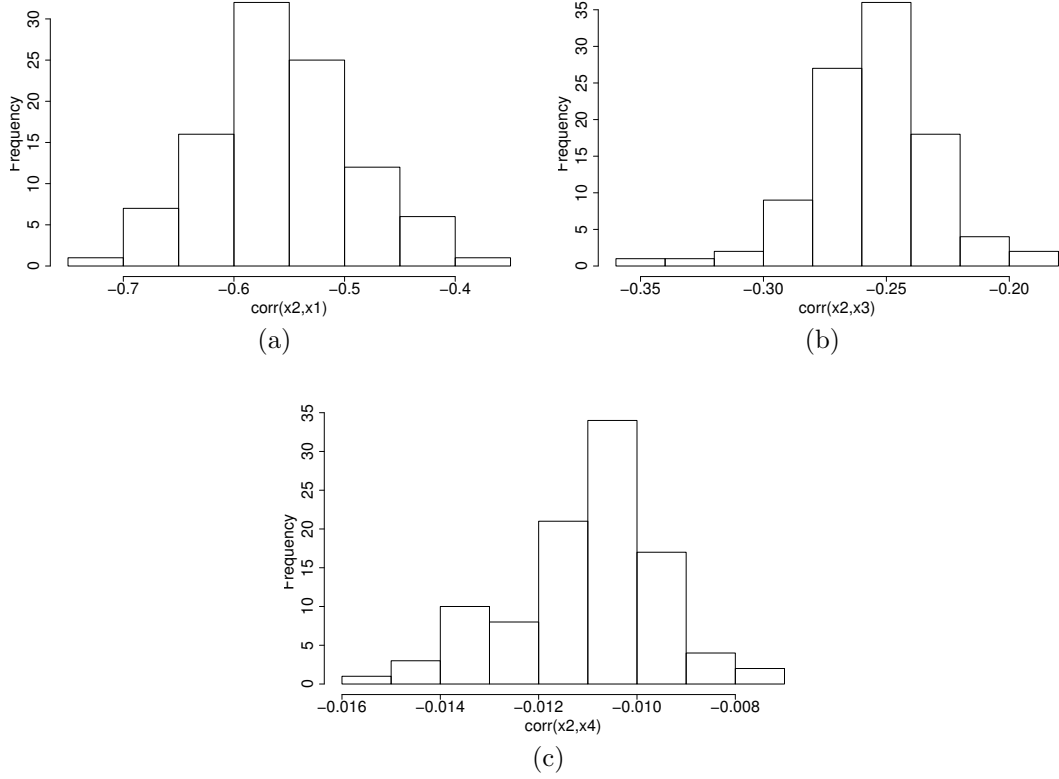 Frequency
0 5 10 15 20 25 30
−0.7 −0.6 −0.5 −0.4
corr(x2,x1)
(a)
Frequency
0 5 10 15 20 25 30 35
−0.35 −0.30 −0.25 −0.20
corr(x2,x3)
(b)
Frequency
0 5 10 15 20 25 30 35
−0.016 −0.014 −0.012 −0.010 −0.008
corr(x2,x4)
(c)